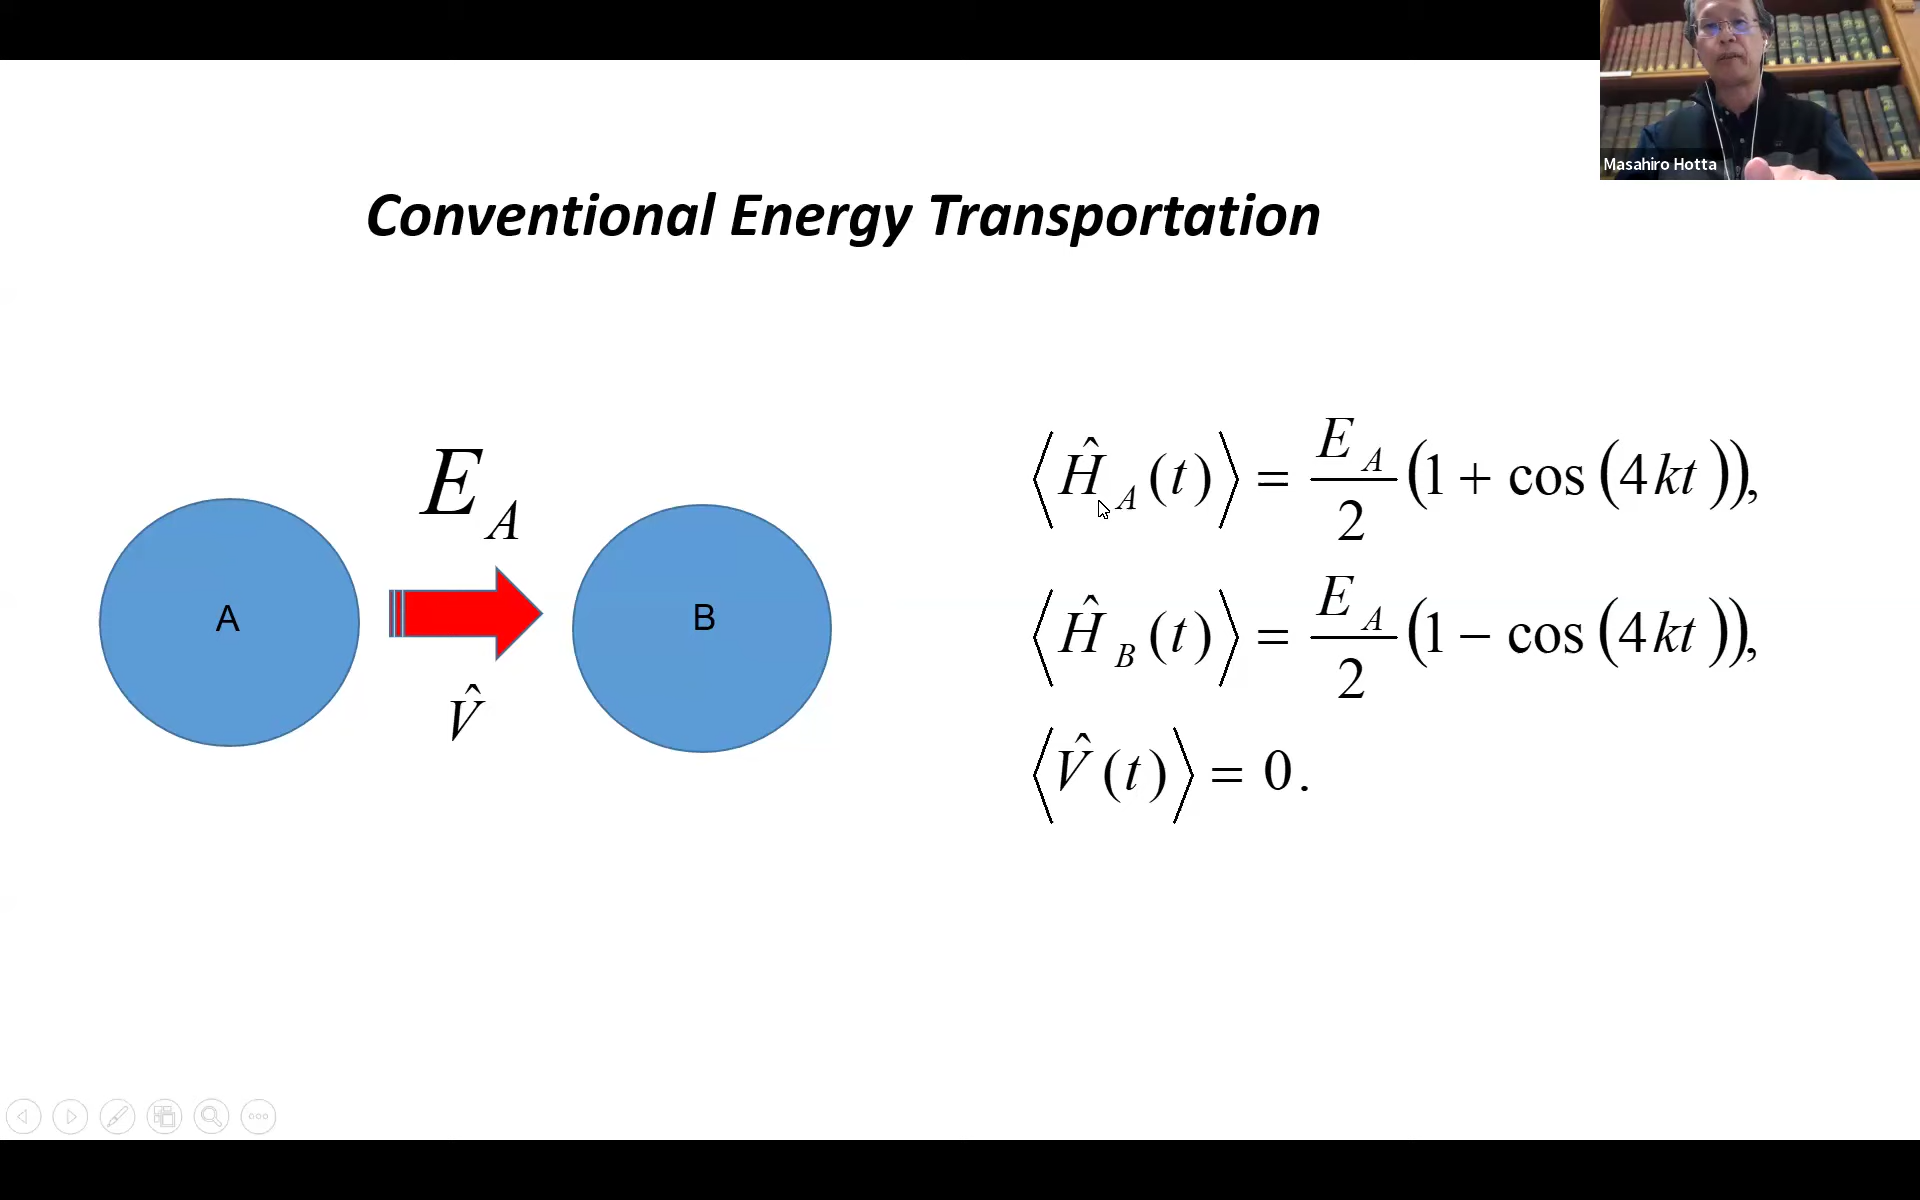 Masahiro Hotta
Conventional Energy Transportation
E_A
A
B
V̂
⟨Ĥ_A(t)⟩ = E_A/2 (1 + cos(4kt)),
⟨Ĥ_B(t)⟩ = E_A/2 (1 − cos(4kt)),
⟨V̂(t)⟩ = 0.